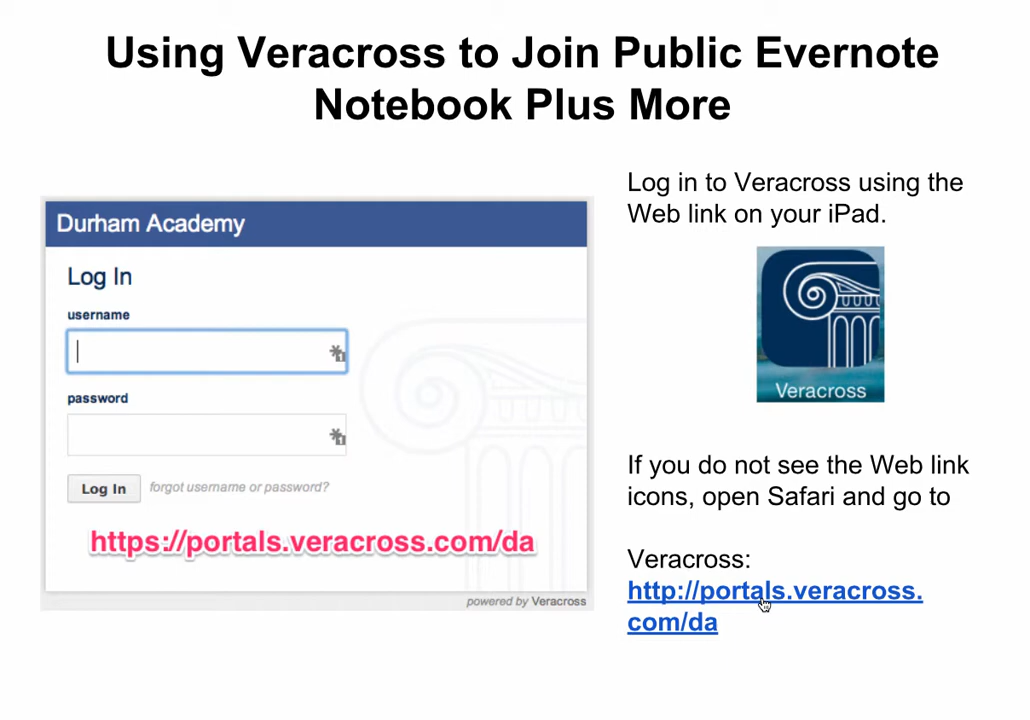 Using Veracross to Join Public Evernote
Notebook Plus More
Durham Academy
Log In
username
password
Log In
forgot username or password?
https://portals.veracross.com/da
powered by Veracross
Log in to Veracross using the
Web link on your iPad.
Veracross
If you do not see the Web link
icons, open Safari and go to
Veracross:
http://portals.veracross.
com/da